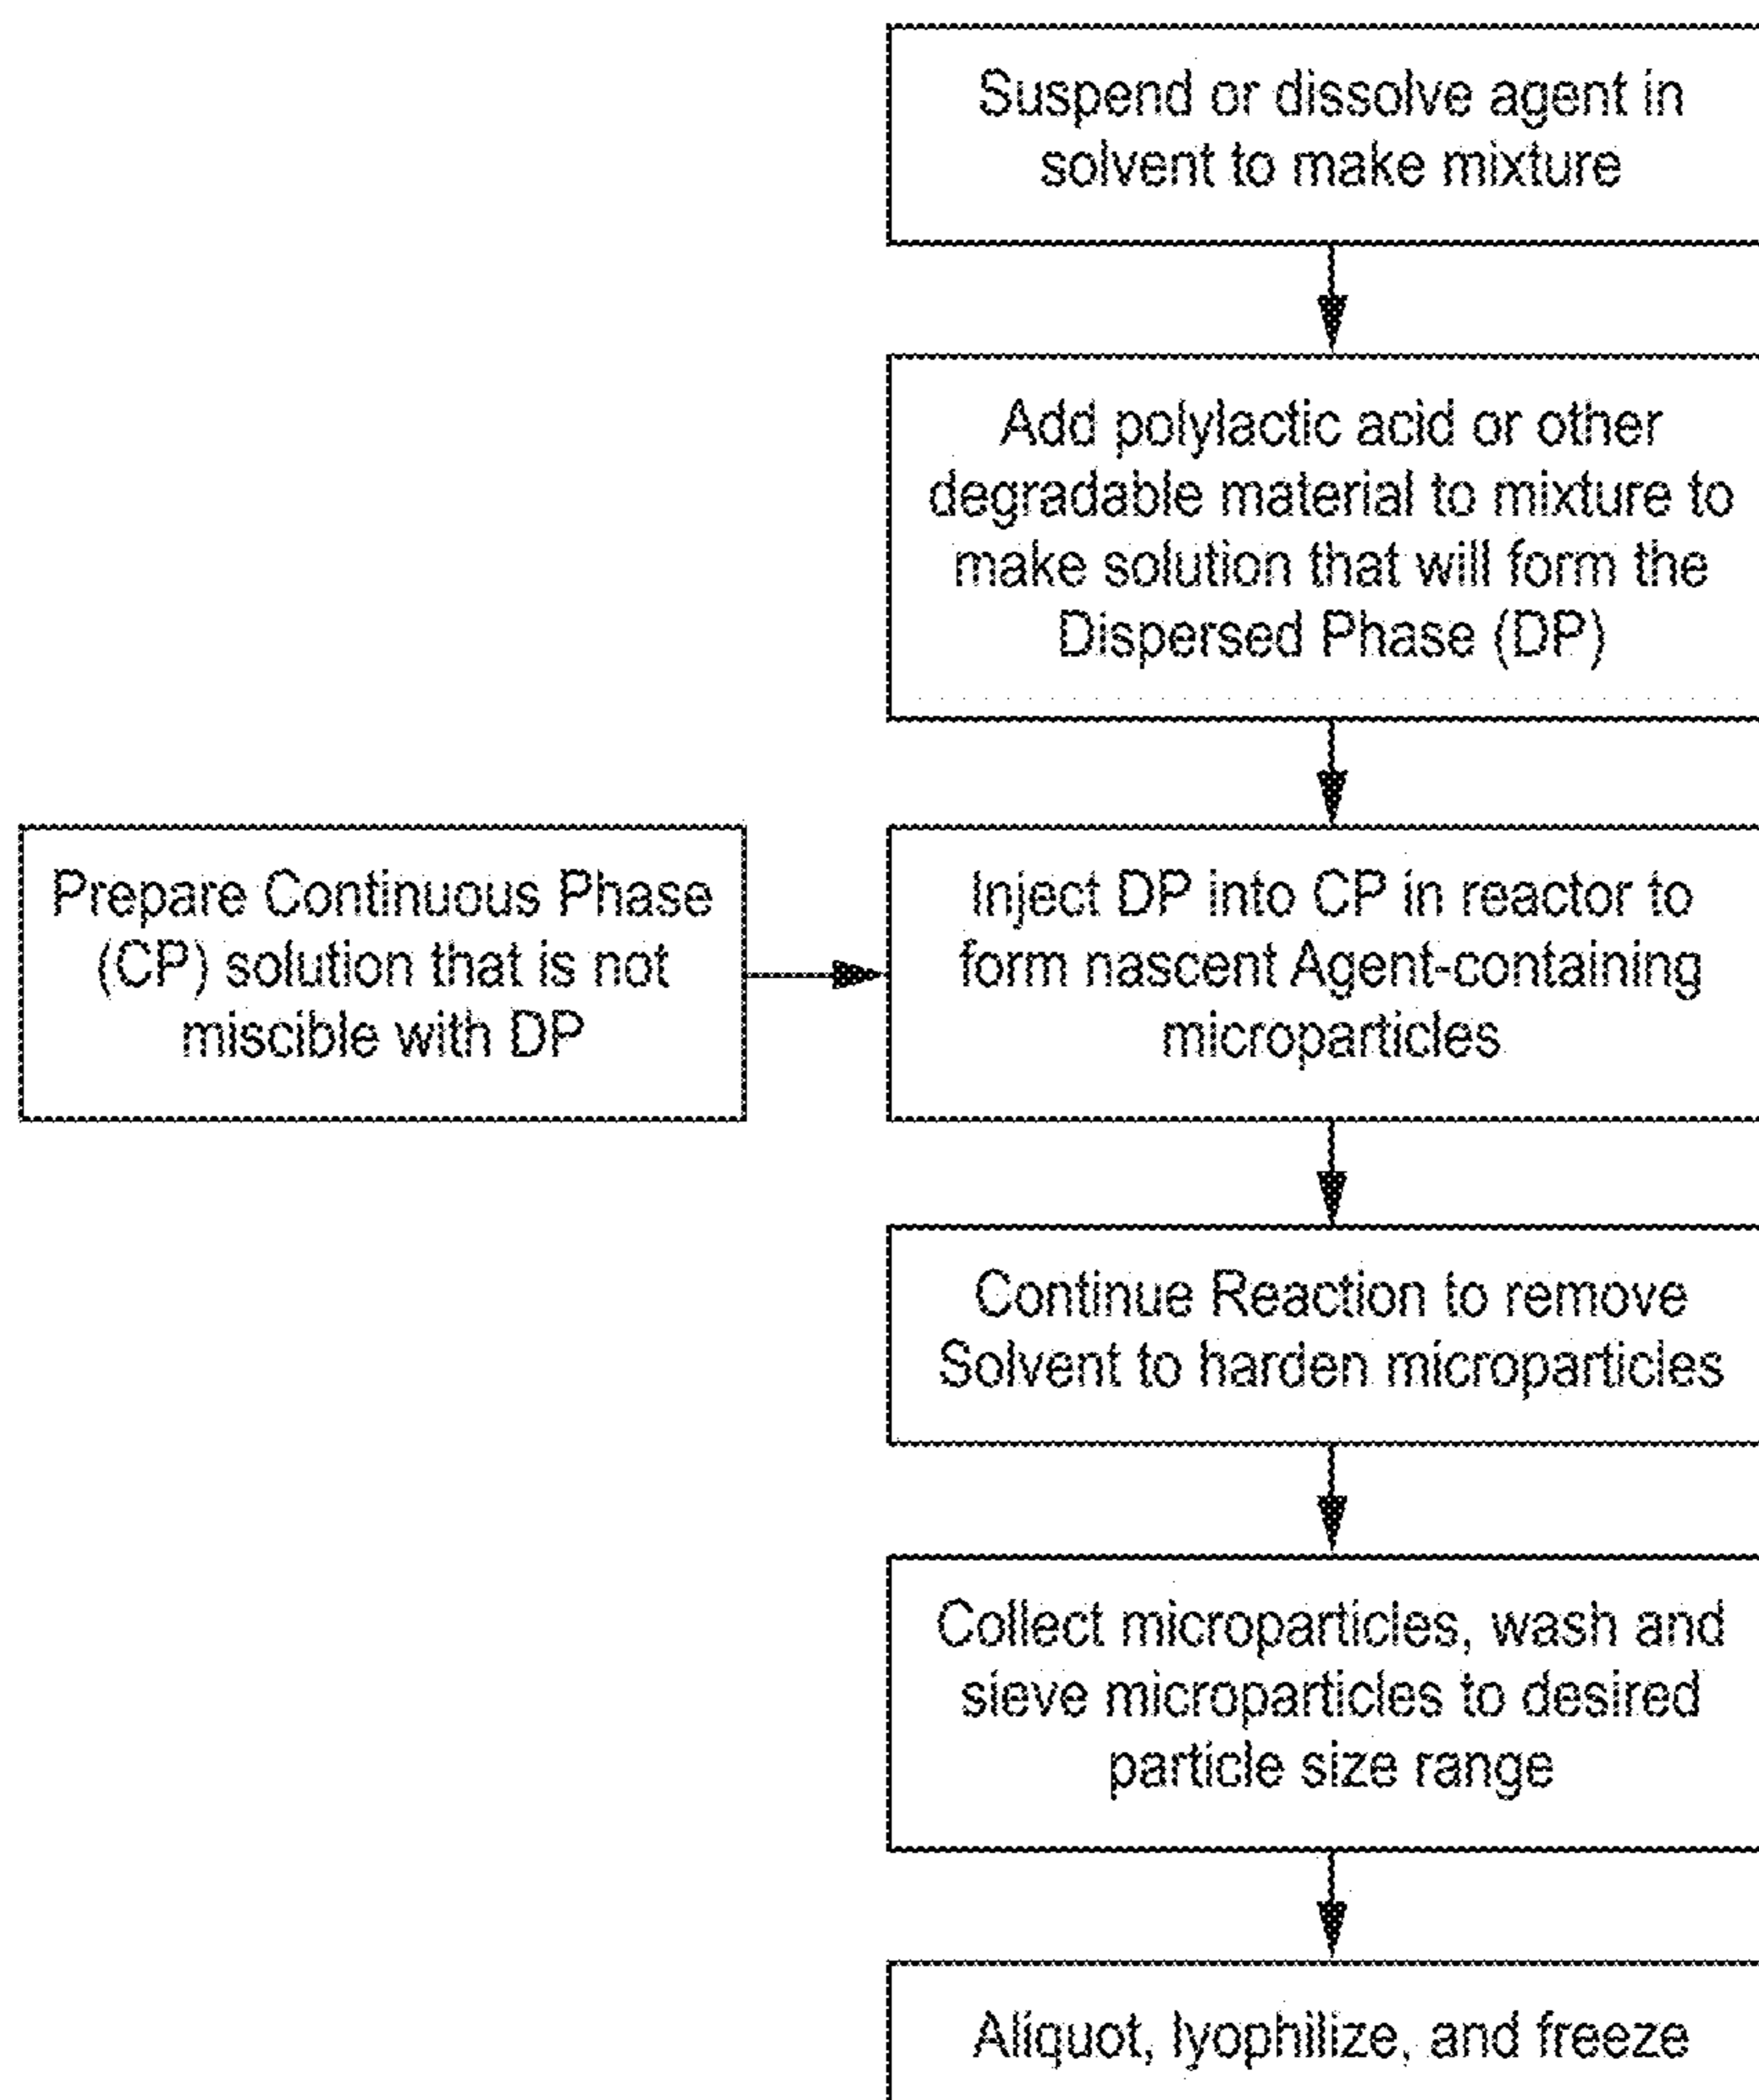 Suspend or dissolve agent in
solvent to make mixture
Add polylactic acid or other
degradable material to mixture to
make solution that will form the
Dispersed Phase (DP)
Prepare Continuous Phase
(CP) solution that is not
miscible with DP
Inject DP into CP in reactor to
form nascent Agent-containing
microparticles
Continue Reaction to remove
Solvent to harden microparticles
Collect microparticles, wash and
sieve microparticles to desired
particle size range
Aliquot, lyophilize, and freeze